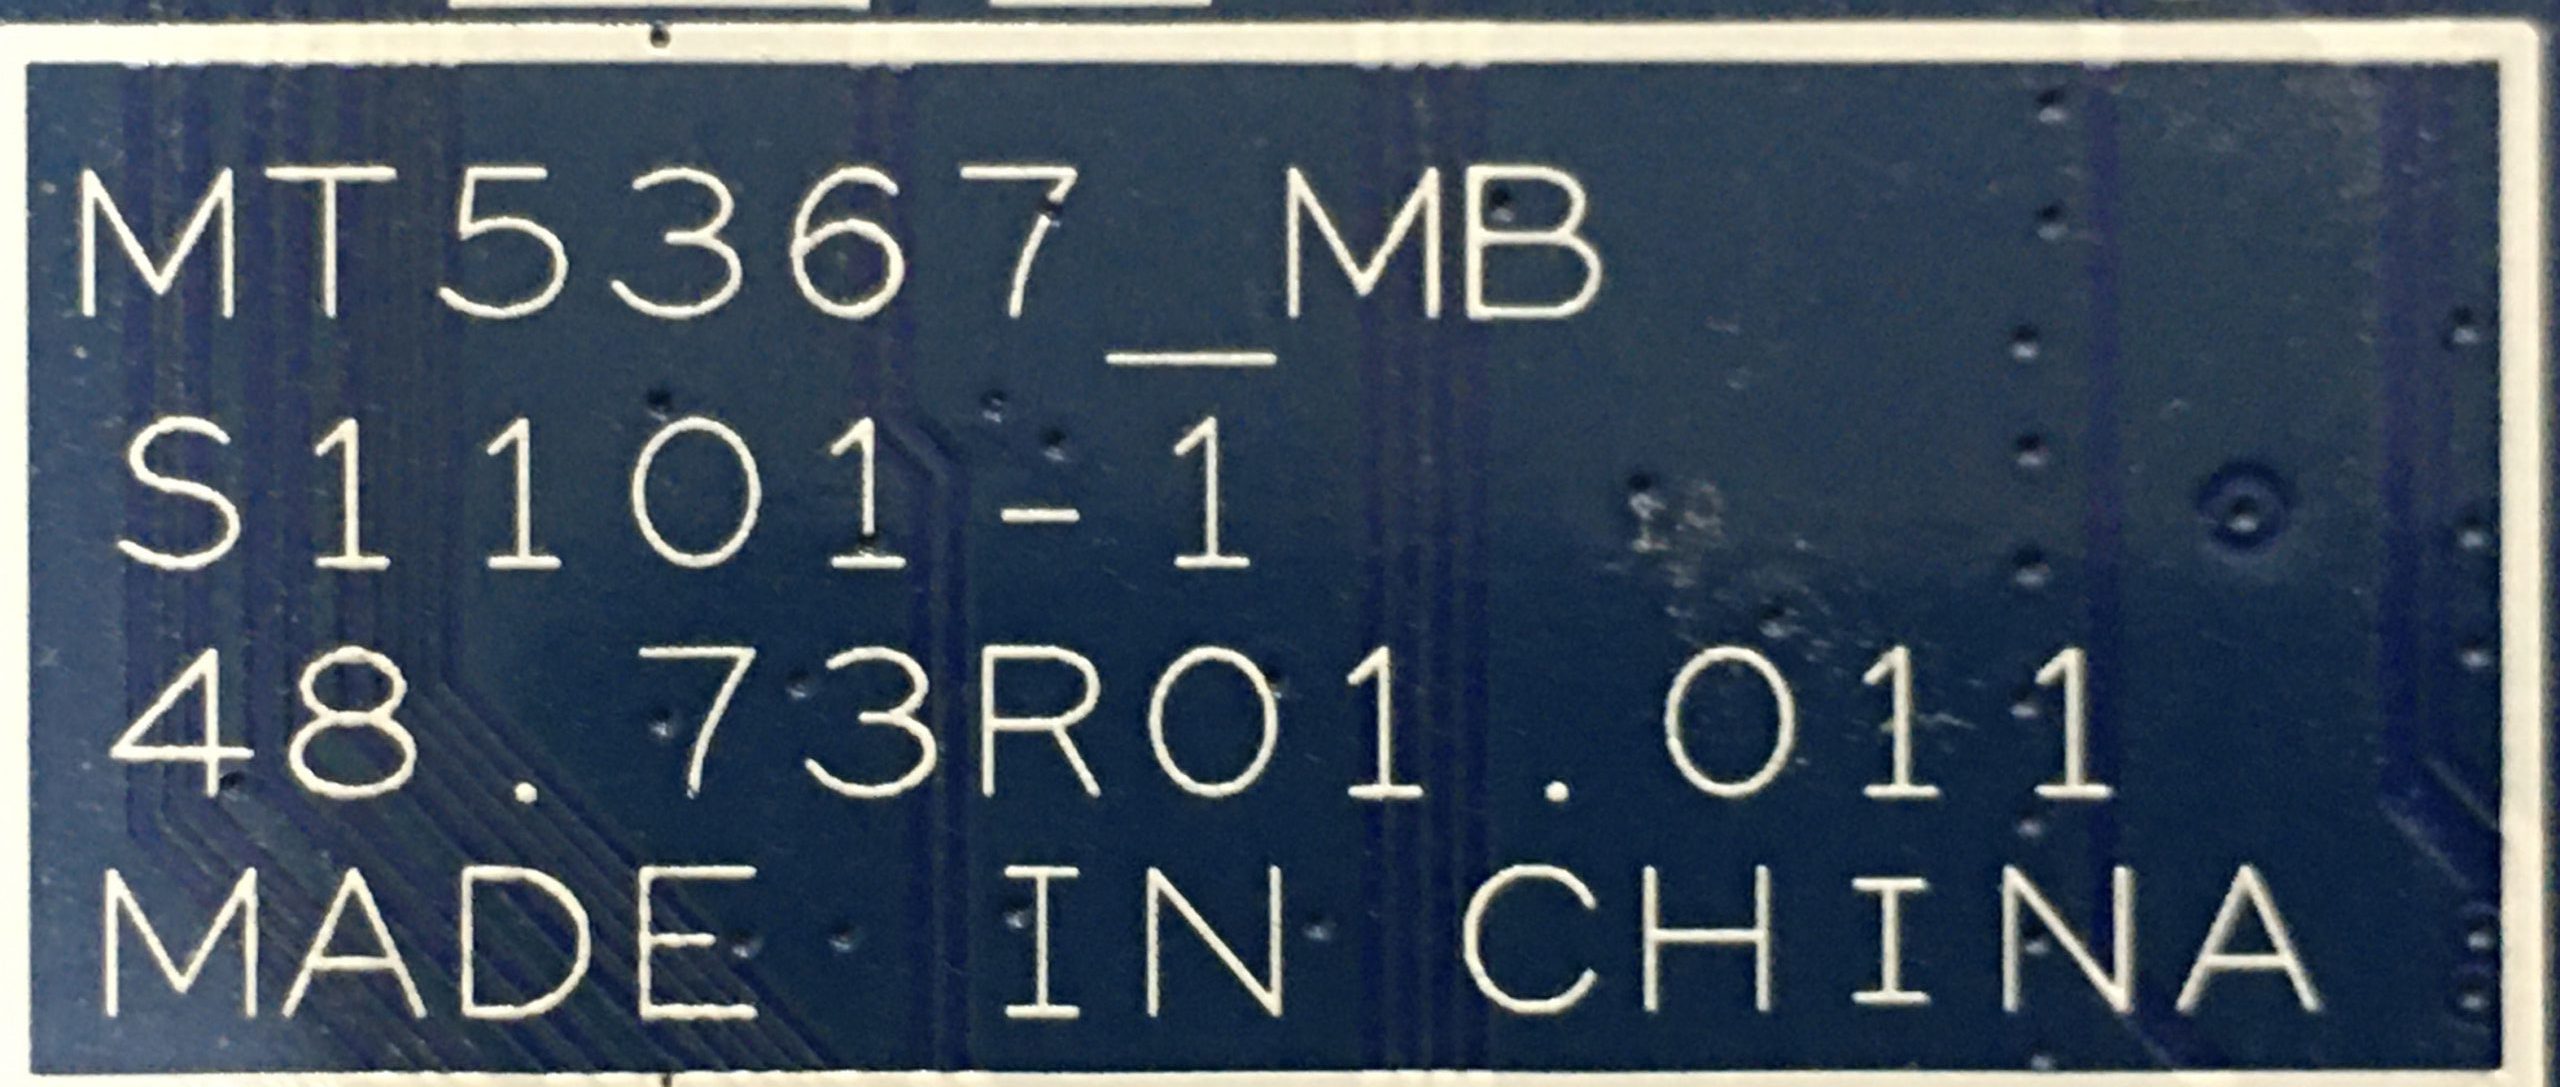 MT5367_MB
S1101-1
48.73R01.011
MADE IN CHINA